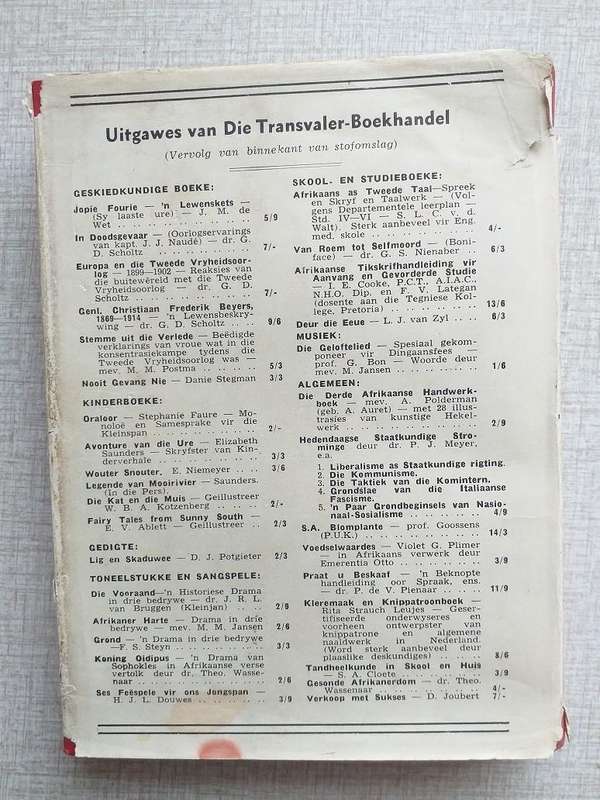 Uitgawes van Die Transvaler-Boekhandel
(Vervolg van binnekant van stofomslag)
GESKIEDKUNDIGE BOEKE:
Jopie Fourie — 'n Lewenskets —
(Sy laaste ure) — J. M. de
Wet . . . . . . . . . . . . 5/9
In Doodsgevaar — (Oorlogservarings
van kapt. J. J. Naudé) — dr. G.
D. Scholtz . . . . . . . . . . 7/-
Europa en die Tweede Vryheidsoor-
log — 1899—1902 — Reaksies van
die buitewêreld met die Tweede
Vryheidsoorlog — dr. G. D.
Scholtz . . . . . . . . . . . 7/-
Genl. Christiaan Frederik Beyers,
1869—1914 — 'n Lewensbeskry-
wing — dr. G. D. Scholtz . . . . 9/6
Stemme uit die Verlede — Beëdigde
verklarings van vroue wat in die
konsentrasiekampe tydens die
Tweede Vryheidsoorlog was —
mev. M. M. Postma . . . . . . 5/3
Nooit Gevang Nie — Danie Stegman 3/3
KINDERBOEKE:
Oraloor — Stephanie Faure — Mo-
noloë en Samesprake vir die
Kleinspan . . . . . . . . . . 2/-
Avonture van die Ure — Elizabeth
Saunders — Skryfster van Kin-
derverhale . . . . . . . . . . 3/3
Wouter Snouter. E. Niemeyer . . . 3/6
Legende van Mooirivier — Saunders.
(In die Pers).
Die Kat en die Muis — Geillustreer
W. B. A. Kotzenberg . . . . . 2/-
Fairy Tales from Sunny South —
E. V. Ablett — Geillustreer . . 2/3
GEDIGTE:
Lig en Skaduwee — D. J. Potgieter 2/3
TONEELSTUKKE EN SANGSPELE:
Die Vooraand—'n Historiese Drama
in drie bedrywe — dr. J. R. L.
van Bruggen (Kleinjan) . . . . 2/6
Afrikaner Harte — Drama in drie
bedrywe — mev. M. M. Jansen 2/6
Grond — 'n Drama in drie bedrywe
—F. S. Steyn . . . . . . . . . 3/3
Koning Oidipus — 'n Drama van
Sophokles in Afrikaanse verse
vertolk deur dr. Theo. Wasse-
naar . . . . . . . . . . . . 2/6
Ses Feëspele vir ons Jongspan —
H. J. L. Douwes . . . . . . . 3/9
SKOOL- EN STUDIEBOEKE:
Afrikaans as Tweede Taal—Spreek
en Skryf en Taalwerk — (Vol-
gens Departementele leerplan —
Std. IV—VI — S. L. C. v. d.
Walt). Sterk aanbeveel vir Eng.
med. skole . . . . . . . . . 4/-
Van Roem tot Selfmoord — (Boni-
face) — dr. G. S. Nienaber . . 6/3
Afrikaanse Tikskrifhandleiding vir
Aanvang en Gevorderde Studie
— I. E. Cooke, P.C.T., A.I.A.C.,
N.H.O. Dip. en F. V. Lategan
(dosente aan die Tegniese Kol-
lege, Pretoria) . . . . . . . . 13/6
Deur die Eeue — L. J. van Zyl . . . 6/3
MUSIEK:
Die Geloftelied — Spesiaal gekom-
poneer vir Dingaansfees —
prof. G. Bon — Woorde deur
mev. M. Jansen . . . . . . . . 1/6
ALGEMEEN:
Die Derde Afrikaanse Handwerk-
boek — mev. A. Polderman
(geb. A. Auret) — met 28 illus-
trasies van kunstige Hekel-
werk . . . . . . . . . . . . 2/9
Hedendaagse Staatkundige Stro-
minge deur dr. P. J. Meyer,
e.a.
1. Liberalisme as Staatkundige rigting.
2. Die Kommunisme.
3. Die Taktiek van die Komintern.
4. Grondslae van die Italiaanse
Fascisme.
5. 'n Paar Grondbeginsels van Nasio-
naal-Sosialisme . . . . . . . . 4/9
S.A. Blomplante — prof. Goossens
(P.U.K.) . . . . . . . . . . . 14/3
Voedselwaardes — Violet G. Plimer
— in Afrikaans verwerk deur
Emerentia Otto . . . . . . . . 3/9
Praat u Beskaaf — 'n Beknopte
handleiding oor Spraak, ens.
— dr. P. de V. Pienaar . . . . 11/9
Kleremaak en Knippatroonboek —
Rita Strauch Leujes — Geser-
tifiseerde onderwyseres en
voorheen ontwerpster van
knippatrone en algemene
naaldwerk in Nederland.
(Word sterk aanbeveel deur
plaaslike deskundiges) . . . . . 8/6
Tandheelkunde in Skool en Huis
— S. A. Cloete . . . . . . . . 3/9
Gesonde Afrikanerdom — dr. Theo.
Wassenaar . . . . . . . . . . 4/-
Verkoop met Sukses — D. Joubert 7/-